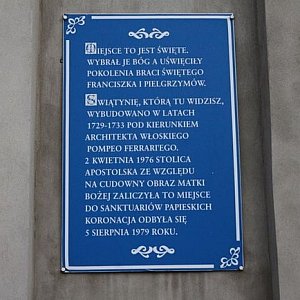 MIEJSCE TO JEST ŚWIĘTE.
WYBRAŁ JE BÓG A UŚWIĘCIŁY
POKOLENIA BRACI ŚWIĘTEGO
FRANCISZKA I PIELGRZYMÓW.
ŚWIĄTYNIĘ, KTÓRĄ TU WIDZISZ,
WYBUDOWANO W LATACH
1729-1733 POD KIERUNKIEM
ARCHITEKTA WŁOSKIEGO
POMPEO FERRARI'EGO.
2 KWIETNIA 1976 STOLICA
APOSTOLSKA ZE WZGLĘDU
NA CUDOWNY OBRAZ MATKI
BOŻEJ ZALICZYŁA TO MIEJSCE
DO SANKTUARIÓW PAPIESKICH
KORONACJA ODBYŁA SIĘ
5 SIERPNIA 1979 ROKU.